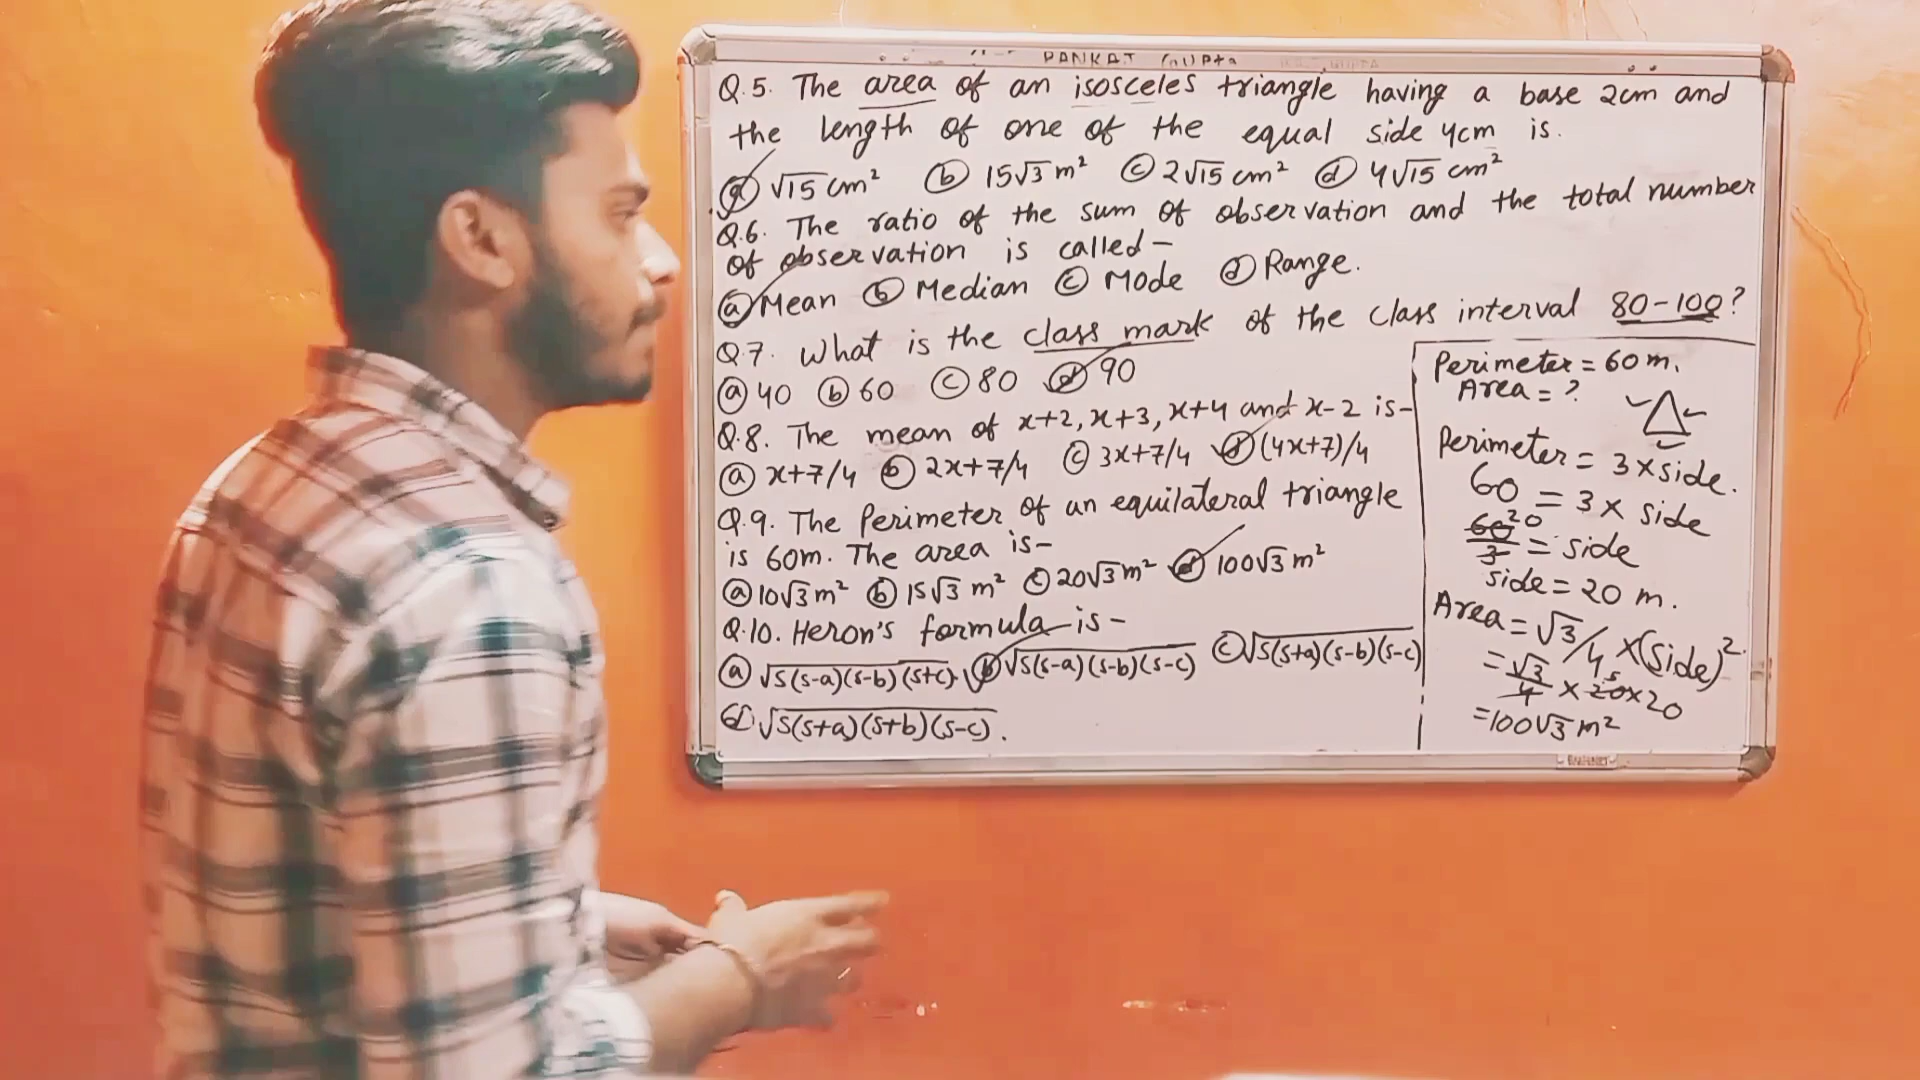 PANKAJ GUPTA
Q.5. The area of an isosceles triangle having a base 2cm and
the length of one of the equal side 4cm is.
(a) √15 cm² (b) 15√3 m² (c) 2√15 cm² (d) 4√15 cm²
Q.6. The ratio of the sum of observation and the total number
of observation is called-
(a) Mean (b) Median (c) Mode (d) Range.
Q.7. What is the class mark of the class interval 80-100?
(a) 40 (b) 60 (c) 80 (d) 90
Q.8. The mean of x+2, x+3, x+4 and x-2 is-
(a) x+7/4 (b) 2x+7/4 (c) 3x+7/4 (d) (4x+7)/4
Q.9. The Perimeter of an equilateral triangle
is 60m. The area is-
(a) 10√3 m² (b) 15√3 m² (c) 20√3 m² (d) 100√3 m²
Q.10. Heron's formula is-
(a) √s(s-a)(s-b)(s+c) (b) √s(s-a)(s-b)(s-c) (c) √s(s+a)(s-b)(s-c)
(d) √s(s+a)(s+b)(s-c).
Perimeter = 60 m.
Area = ?
Perimeter = 3 × side.
60 = 3 × side
60/3 20 = side
side = 20 m.
Area = √3/4 × (side)².
= √3/4 × 20 5 × 20
= 100√3 m²